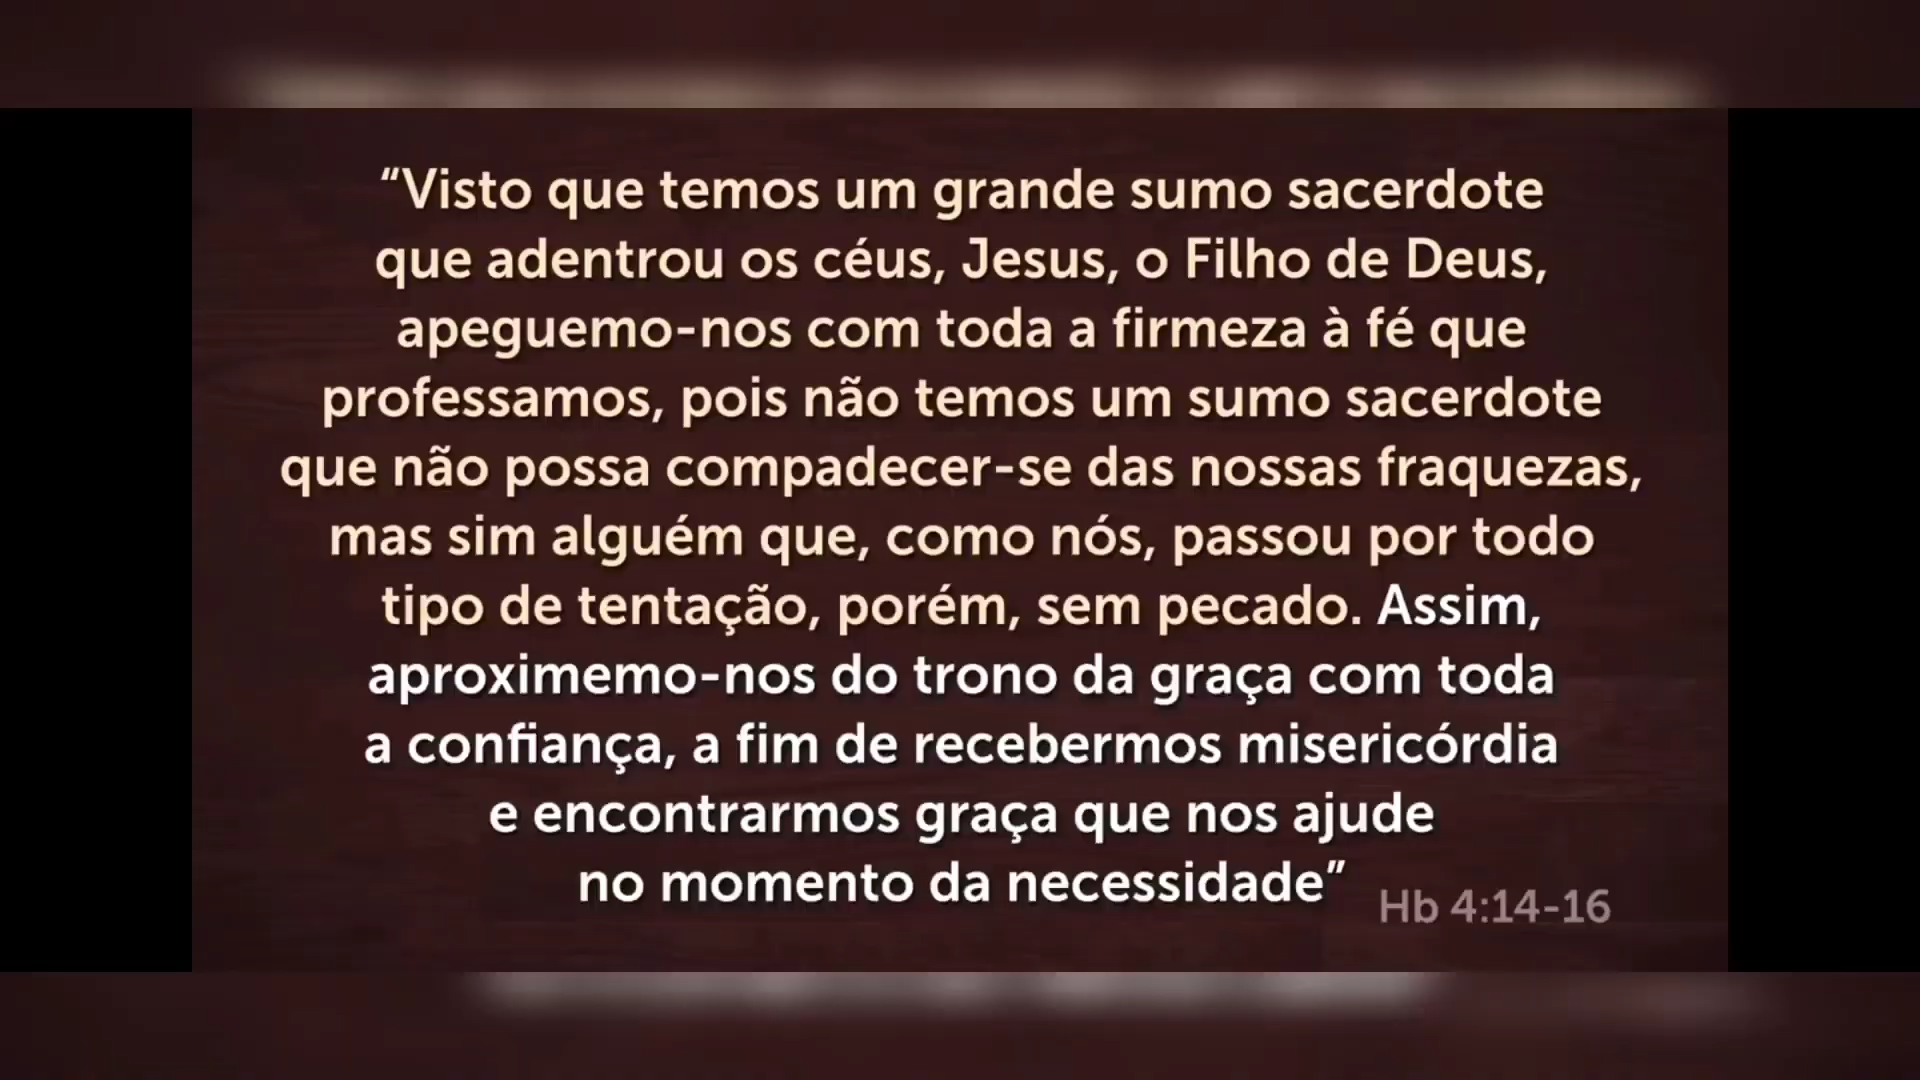 “Visto que temos um grande sumo sacerdote
que adentrou os céus, Jesus, o Filho de Deus,
apeguemo-nos com toda a firmeza à fé que
professamos, pois não temos um sumo sacerdote
que não possa compadecer-se das nossas fraquezas,
mas sim alguém que, como nós, passou por todo
tipo de tentação, porém, sem pecado. Assim,
aproximemo-nos do trono da graça com toda
a confiança, a fim de recebermos misericórdia
e encontrarmos graça que nos ajude
no momento da necessidade”
Hb 4:14-16